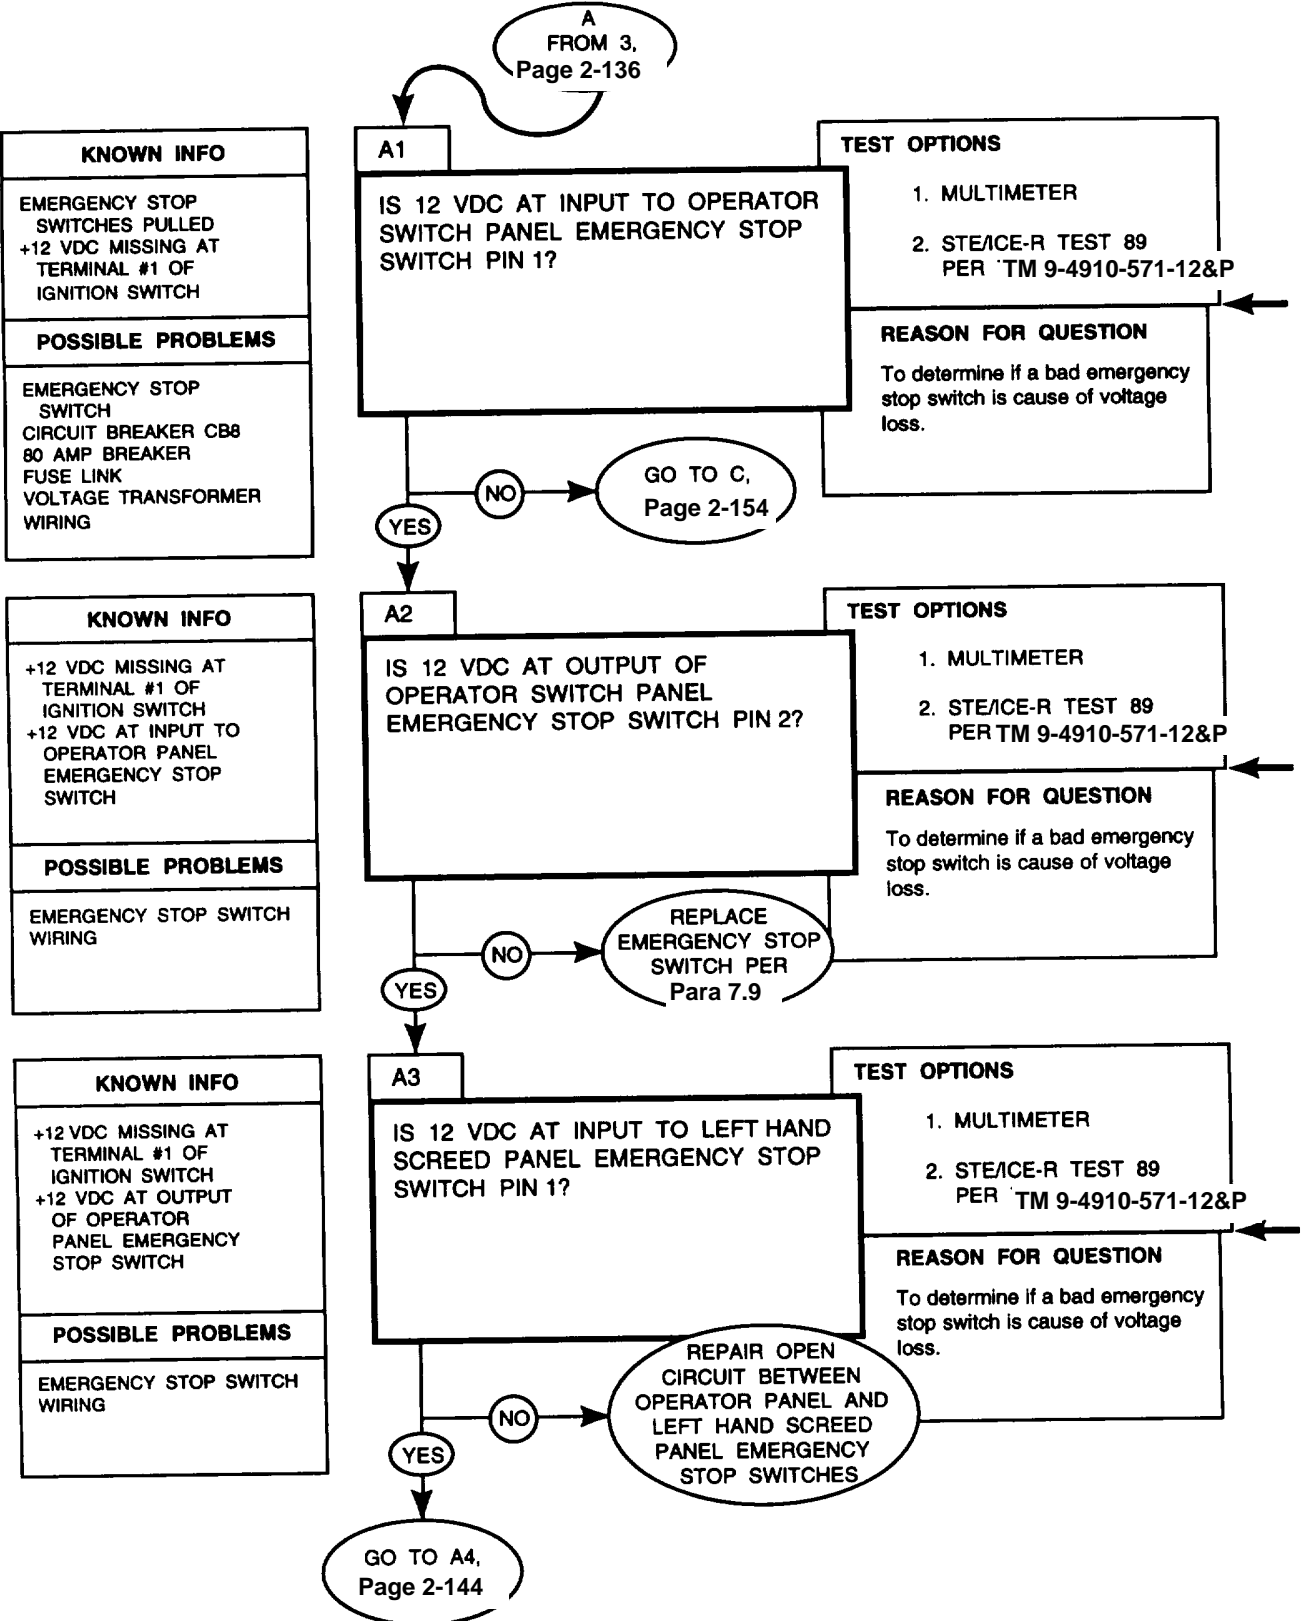 A
FROM 3,
Page 2-136
KNOWN INFO
EMERGENCY STOP
SWITCHES PULLED
+12 VDC MISSING AT
TERMINAL #1 OF
IGNITION SWITCH
POSSIBLE PROBLEMS
EMERGENCY STOP
SWITCH
CIRCUIT BREAKER CB8
80 AMP BREAKER
FUSE LINK
VOLTAGE TRANSFORMER
WIRING
A1
IS 12 VDC AT INPUT TO OPERATOR
SWITCH PANEL EMERGENCY STOP
SWITCH PIN 1?
TEST OPTIONS
1. MULTIMETER
2. STE/ICE-R TEST 89
PER TM 9-4910-571-12&P
REASON FOR QUESTION
To determine if a bad emergency
stop switch is cause of voltage
loss.
NO
GO TO C,
Page 2-154
YES
KNOWN INFO
+12 VDC MISSING AT
TERMINAL #1 OF
IGNITION SWITCH
+12 VDC AT INPUT TO
OPERATOR PANEL
EMERGENCY STOP
SWITCH
POSSIBLE PROBLEMS
EMERGENCY STOP SWITCH
WIRING
A2
IS 12 VDC AT OUTPUT OF
OPERATOR SWITCH PANEL
EMERGENCY STOP SWITCH PIN 2?
TEST OPTIONS
1. MULTIMETER
2. STE/ICE-R TEST 89
PER TM 9-4910-571-12&P
REASON FOR QUESTION
To determine if a bad emergency
stop switch is cause of voltage
loss.
NO
REPLACE
EMERGENCY STOP
SWITCH PER
Para 7.9
YES
KNOWN INFO
+12 VDC MISSING AT
TERMINAL #1 OF
IGNITION SWITCH
+12 VDC AT OUTPUT
OF OPERATOR
PANEL EMERGENCY
STOP SWITCH
POSSIBLE PROBLEMS
EMERGENCY STOP SWITCH
WIRING
A3
IS 12 VDC AT INPUT TO LEFT HAND
SCREED PANEL EMERGENCY STOP
SWITCH PIN 1?
TEST OPTIONS
1. MULTIMETER
2. STE/ICE-R TEST 89
PER TM 9-4910-571-12&P
REASON FOR QUESTION
To determine if a bad emergency
stop switch is cause of voltage
loss.
NO
REPAIR OPEN
CIRCUIT BETWEEN
OPERATOR PANEL AND
LEFT HAND SCREED
PANEL EMERGENCY
STOP SWITCHES
YES
GO TO A4,
Page 2-144